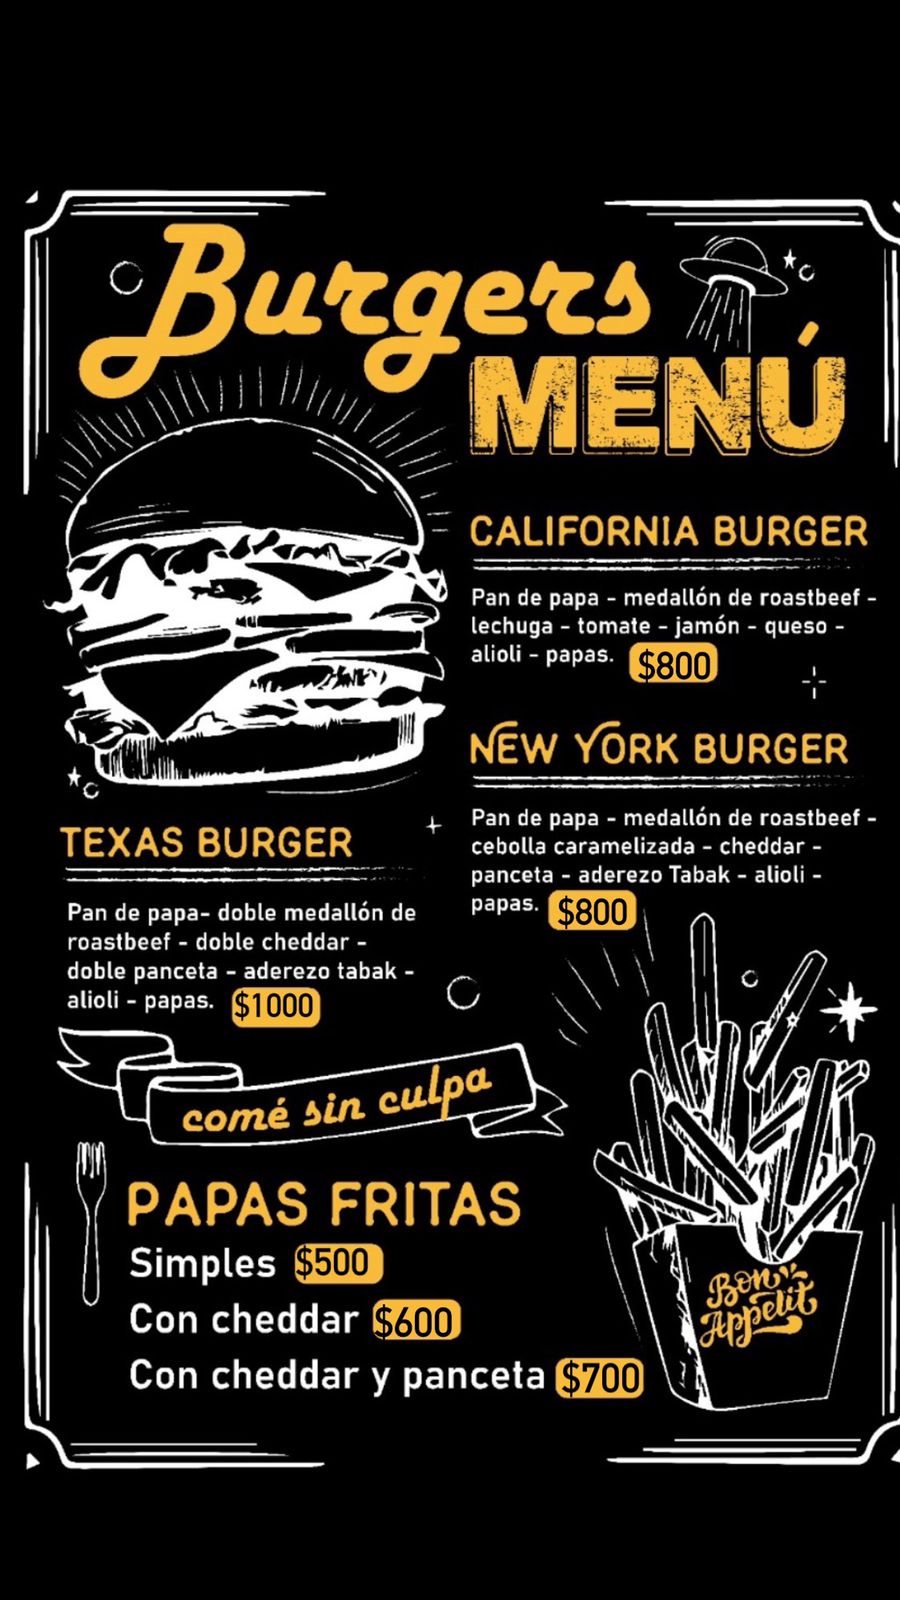 Burgers
MENÚ
CALIFORNIA BURGER
Pan de papa - medallón de roastbeef -
lechuga - tomate - jamón - queso -
alioli - papas. $800
NEW YORK BURGER
Pan de papa - medallón de roastbeef -
cebolla caramelizada - cheddar -
panceta - aderezo Tabak - alioli -
papas. $800
TEXAS BURGER
Pan de papa- doble medallón de
roastbeef - doble cheddar -
doble panceta - aderezo tabak -
alioli - papas. $1000
comé sin culpa
PAPAS FRITAS
Simples $500
Con cheddar $600
Con cheddar y panceta $700
Bon
Appetit